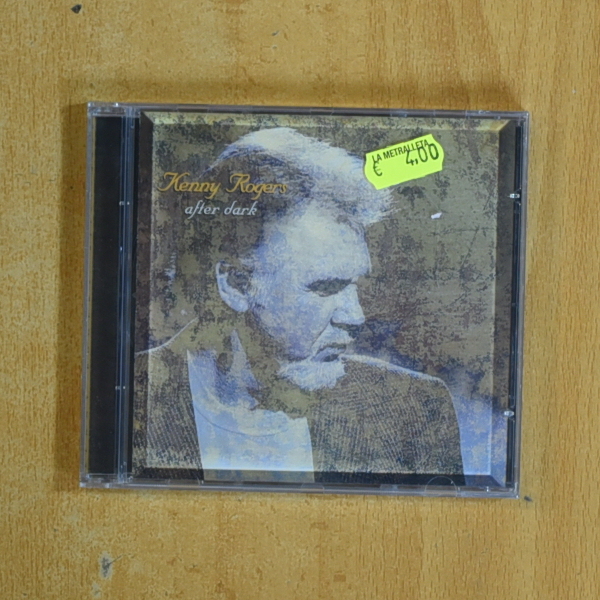 LA METRALLETA
€ 4,00
Kenny Rogers
after dark